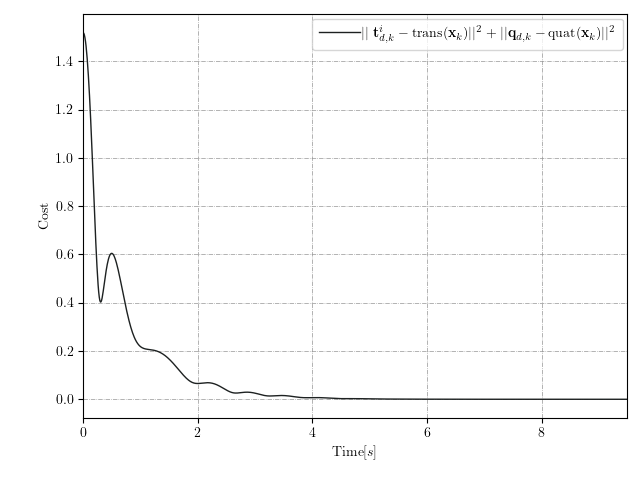 || t^i_{d,k} − trans(x_k)||² + ||q_{d,k} − quat(x_k)||²
1.4
1.2
1.0
0.8
0.6
0.4
0.2
0.0
Cost
0 2 4 6 8
Time[s]